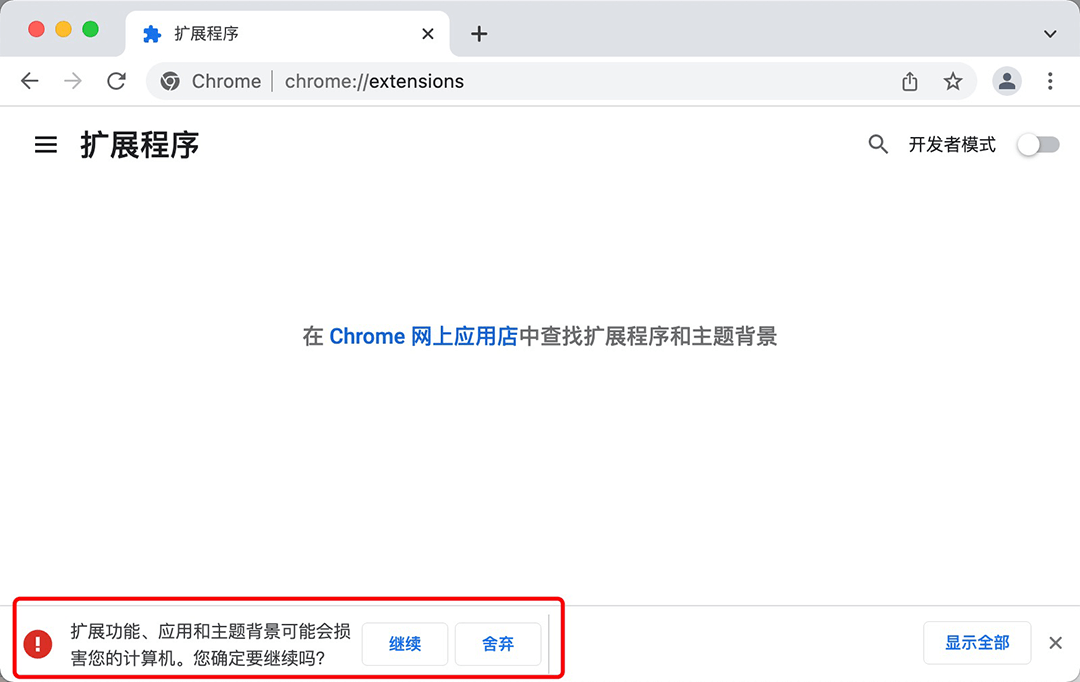 扩展程序
Chrome chrome://extensions
扩展程序
开发者模式
在 Chrome 网上应用店中查找扩展程序和主题背景
扩展功能、应用和主题背景可能会损
害您的计算机。您确定要继续吗?
继续
舍弃
显示全部